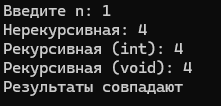 Введите n: 1
Нерекурсивная: 4
Рекурсивная (int): 4
Рекурсивная (void): 4
Результаты совпадают